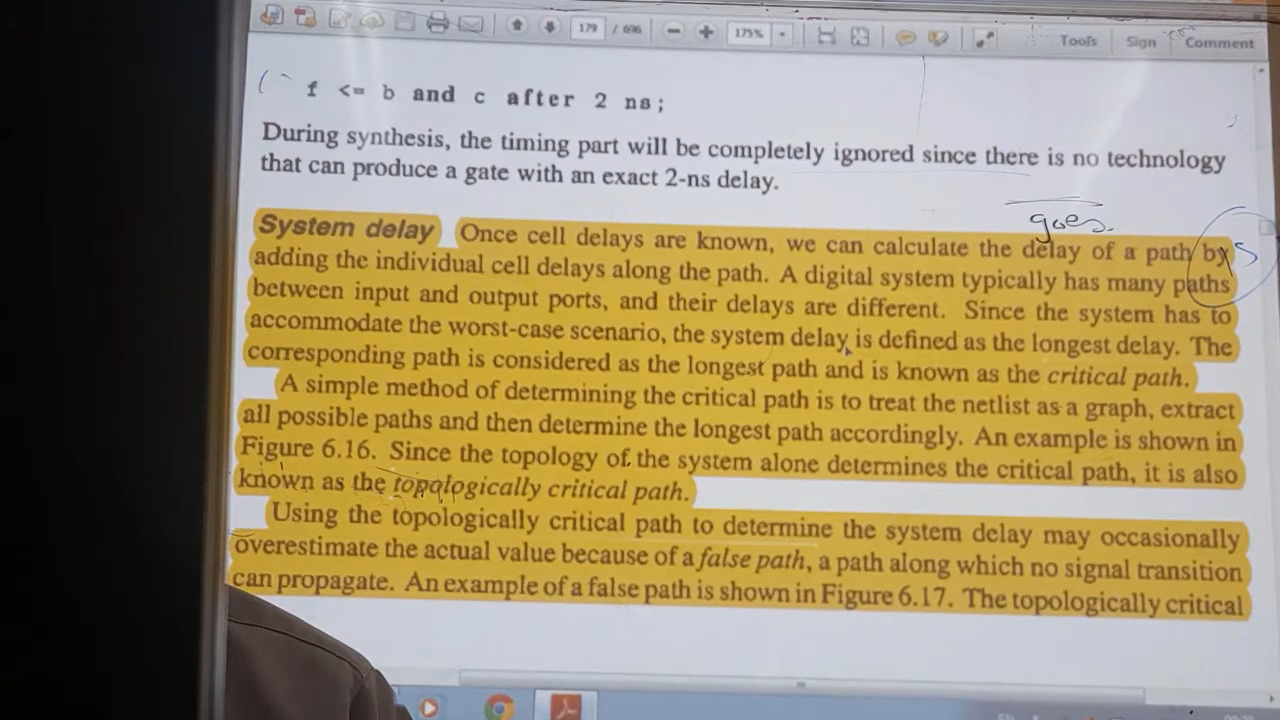 179 / 696 175% Tools Sign Comment
f <= b and c after 2 ns;
During synthesis, the timing part will be completely ignored since there is no technology
that can produce a gate with an exact 2-ns delay.
goes.
System delay Once cell delays are known, we can calculate the delay of a path by
adding the individual cell delays along the path. A digital system typically has many paths
between input and output ports, and their delays are different. Since the system has to
accommodate the worst-case scenario, the system delay is defined as the longest delay. The
corresponding path is considered as the longest path and is known as the critical path.
A simple method of determining the critical path is to treat the netlist as a graph, extract
all possible paths and then determine the longest path accordingly. An example is shown in
Figure 6.16. Since the topology of the system alone determines the critical path, it is also
known as the topologically critical path.
Using the topologically critical path to determine the system delay may occasionally
overestimate the actual value because of a false path, a path along which no signal transition
can propagate. An example of a false path is shown in Figure 6.17. The topologically critical